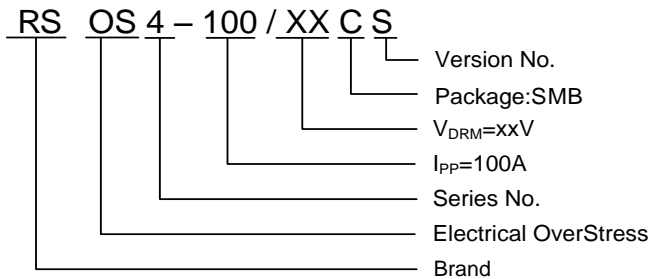 RS OS 4 – 100 / XX C S
Version No.
Package:SMB
VDRM=xxV
IPP=100A
Series No.
Electrical OverStress
Brand